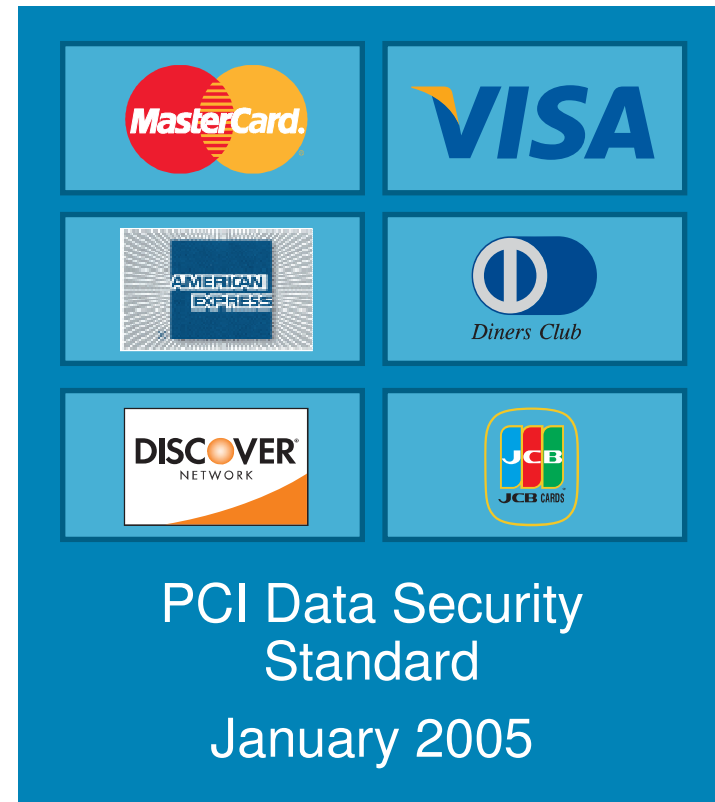 MasterCard.
VISA
AMERICAN
EXPRESS
Diners Club
DISCOVER®
NETWORK
JCB
JCB CARDS
PCI Data Security
Standard
January 2005